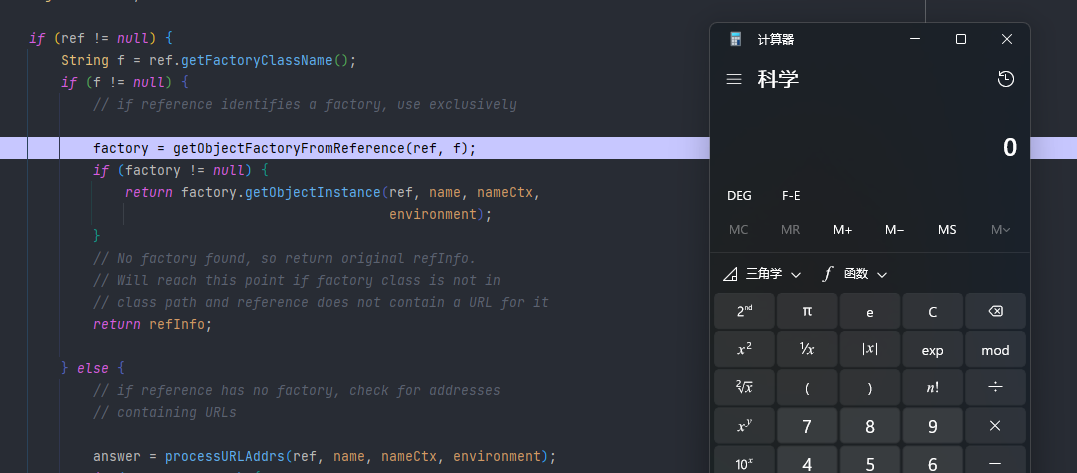 if (ref != null) {
String f = ref.getFactoryClassName();
if (f != null) {
// if reference identifies a factory, use exclusively
factory = getObjectFactoryFromReference(ref, f);
if (factory != null) {
return factory.getObjectInstance(ref, name, nameCtx,
environment);
}
// No factory found, so return original refInfo.
// Will reach this point if factory class is not in
// class path and reference does not contain a URL for it
return refInfo;
} else {
// if reference has no factory, check for addresses
// containing URLs
answer = processURLAddrs(ref, name, nameCtx, environment);
计算器
科学
0
DEG F-E
MC MR M+ M− MS M
三角学 f 函数
2ⁿᵈ π e C
x² ¹/x |x| exp mod
²√x ( ) n! ÷
xʸ 7 8 9 ×
10ˣ 4 5 6 −